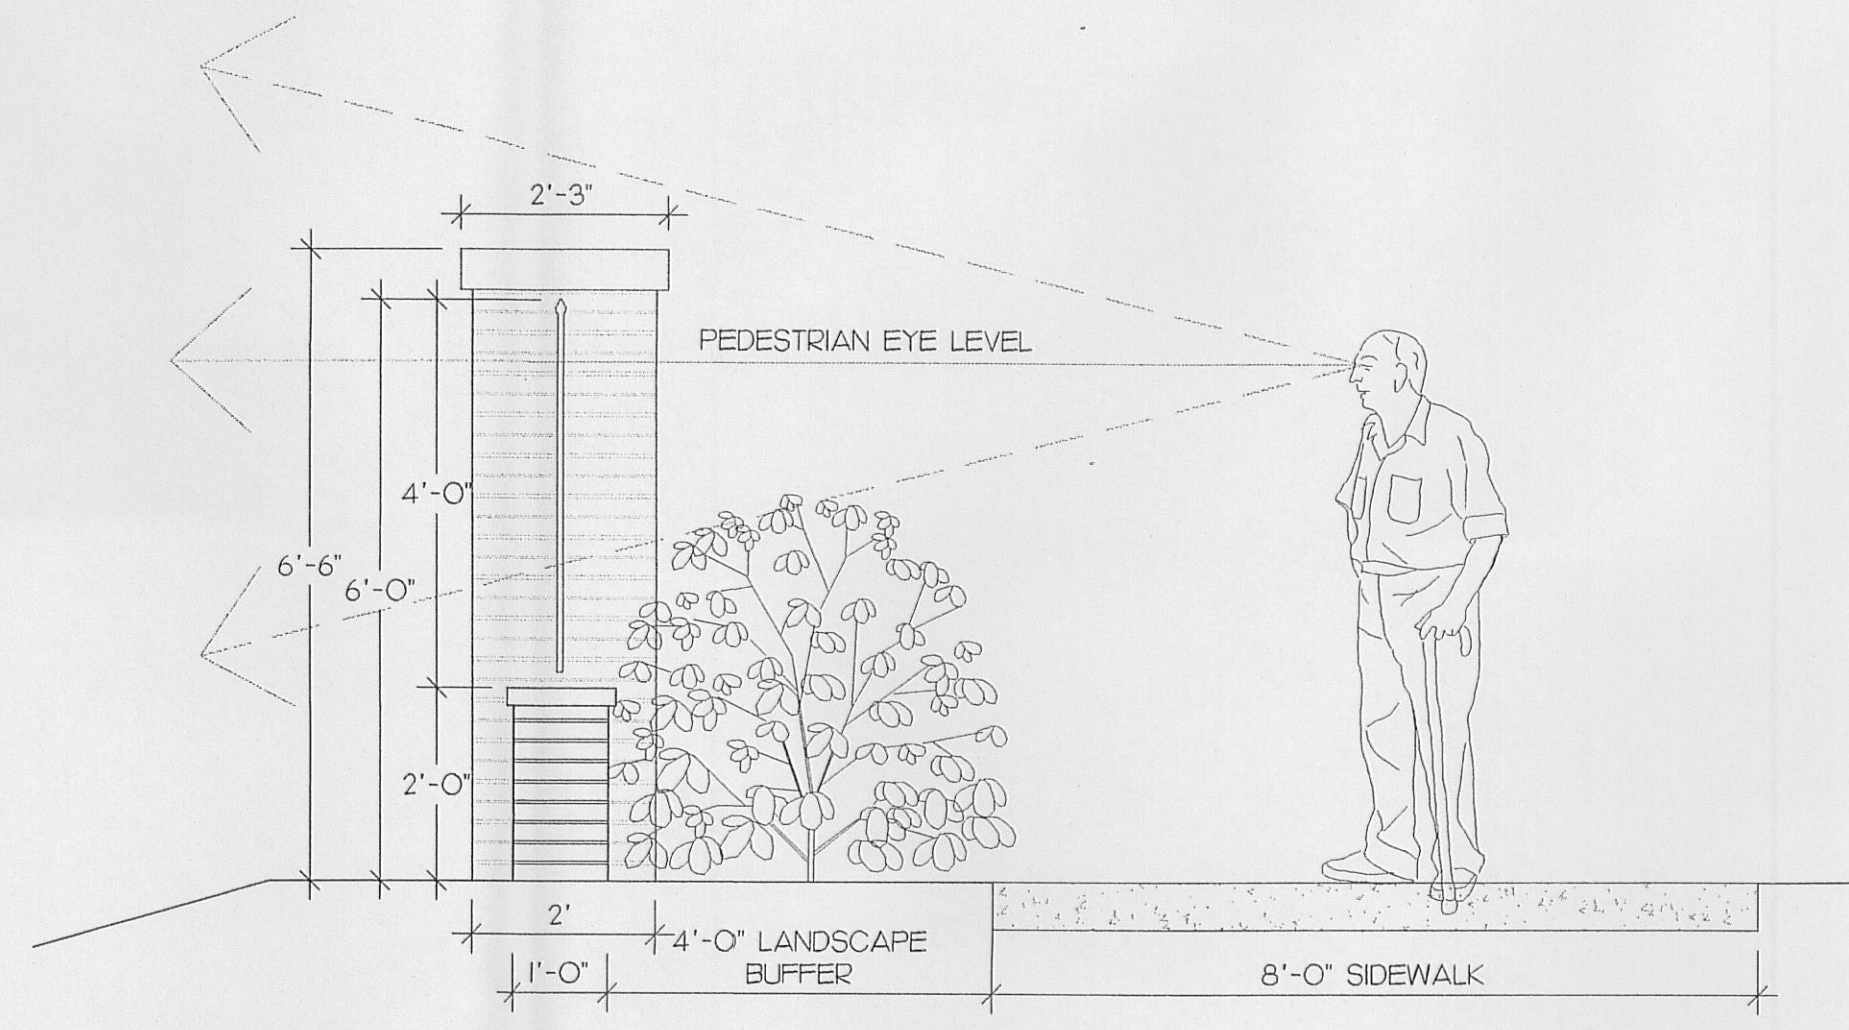 2'-3"
PEDESTRIAN EYE LEVEL
4'-0"
6'-6"
6'-0"
2'-0"
2'
4'-0" LANDSCAPE
BUFFER
1'-0"
8'-0" SIDEWALK